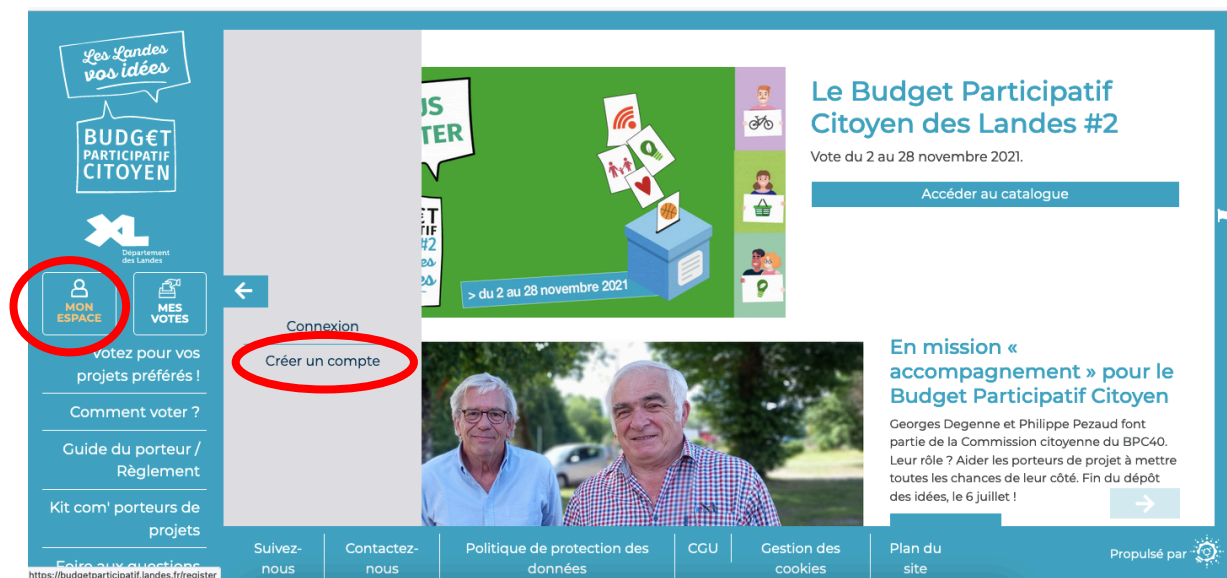 Les Landes
vos idées
BUDG€T
PARTICIPATIF
CITOYEN
XL
Département
des Landes
MON
ESPACE
MES
VOTES
Votez pour vos
projets préférés !
Comment voter ?
Guide du porteur /
Règlement
Kit com' porteurs de
projets
Foire aux questions
https://budgetparticipatif.landes.fr/register
Connexion
Créer un compte
> du 2 au 28 novembre 2021
Le Budget Participatif
Citoyen des Landes #2
Vote du 2 au 28 novembre 2021.
Accéder au catalogue
En mission «
accompagnement » pour le
Budget Participatif Citoyen
Georges Degenne et Philippe Pezaud font
partie de la Commission citoyenne du BPC40.
Leur rôle ? Aider les porteurs de projet à mettre
toutes les chances de leur côté. Fin du dépôt
des idées, le 6 juillet !
Suivez-
nous
Contactez-
nous
Politique de protection des
données
CGU
Gestion des
cookies
Plan du
site
Propulsé par